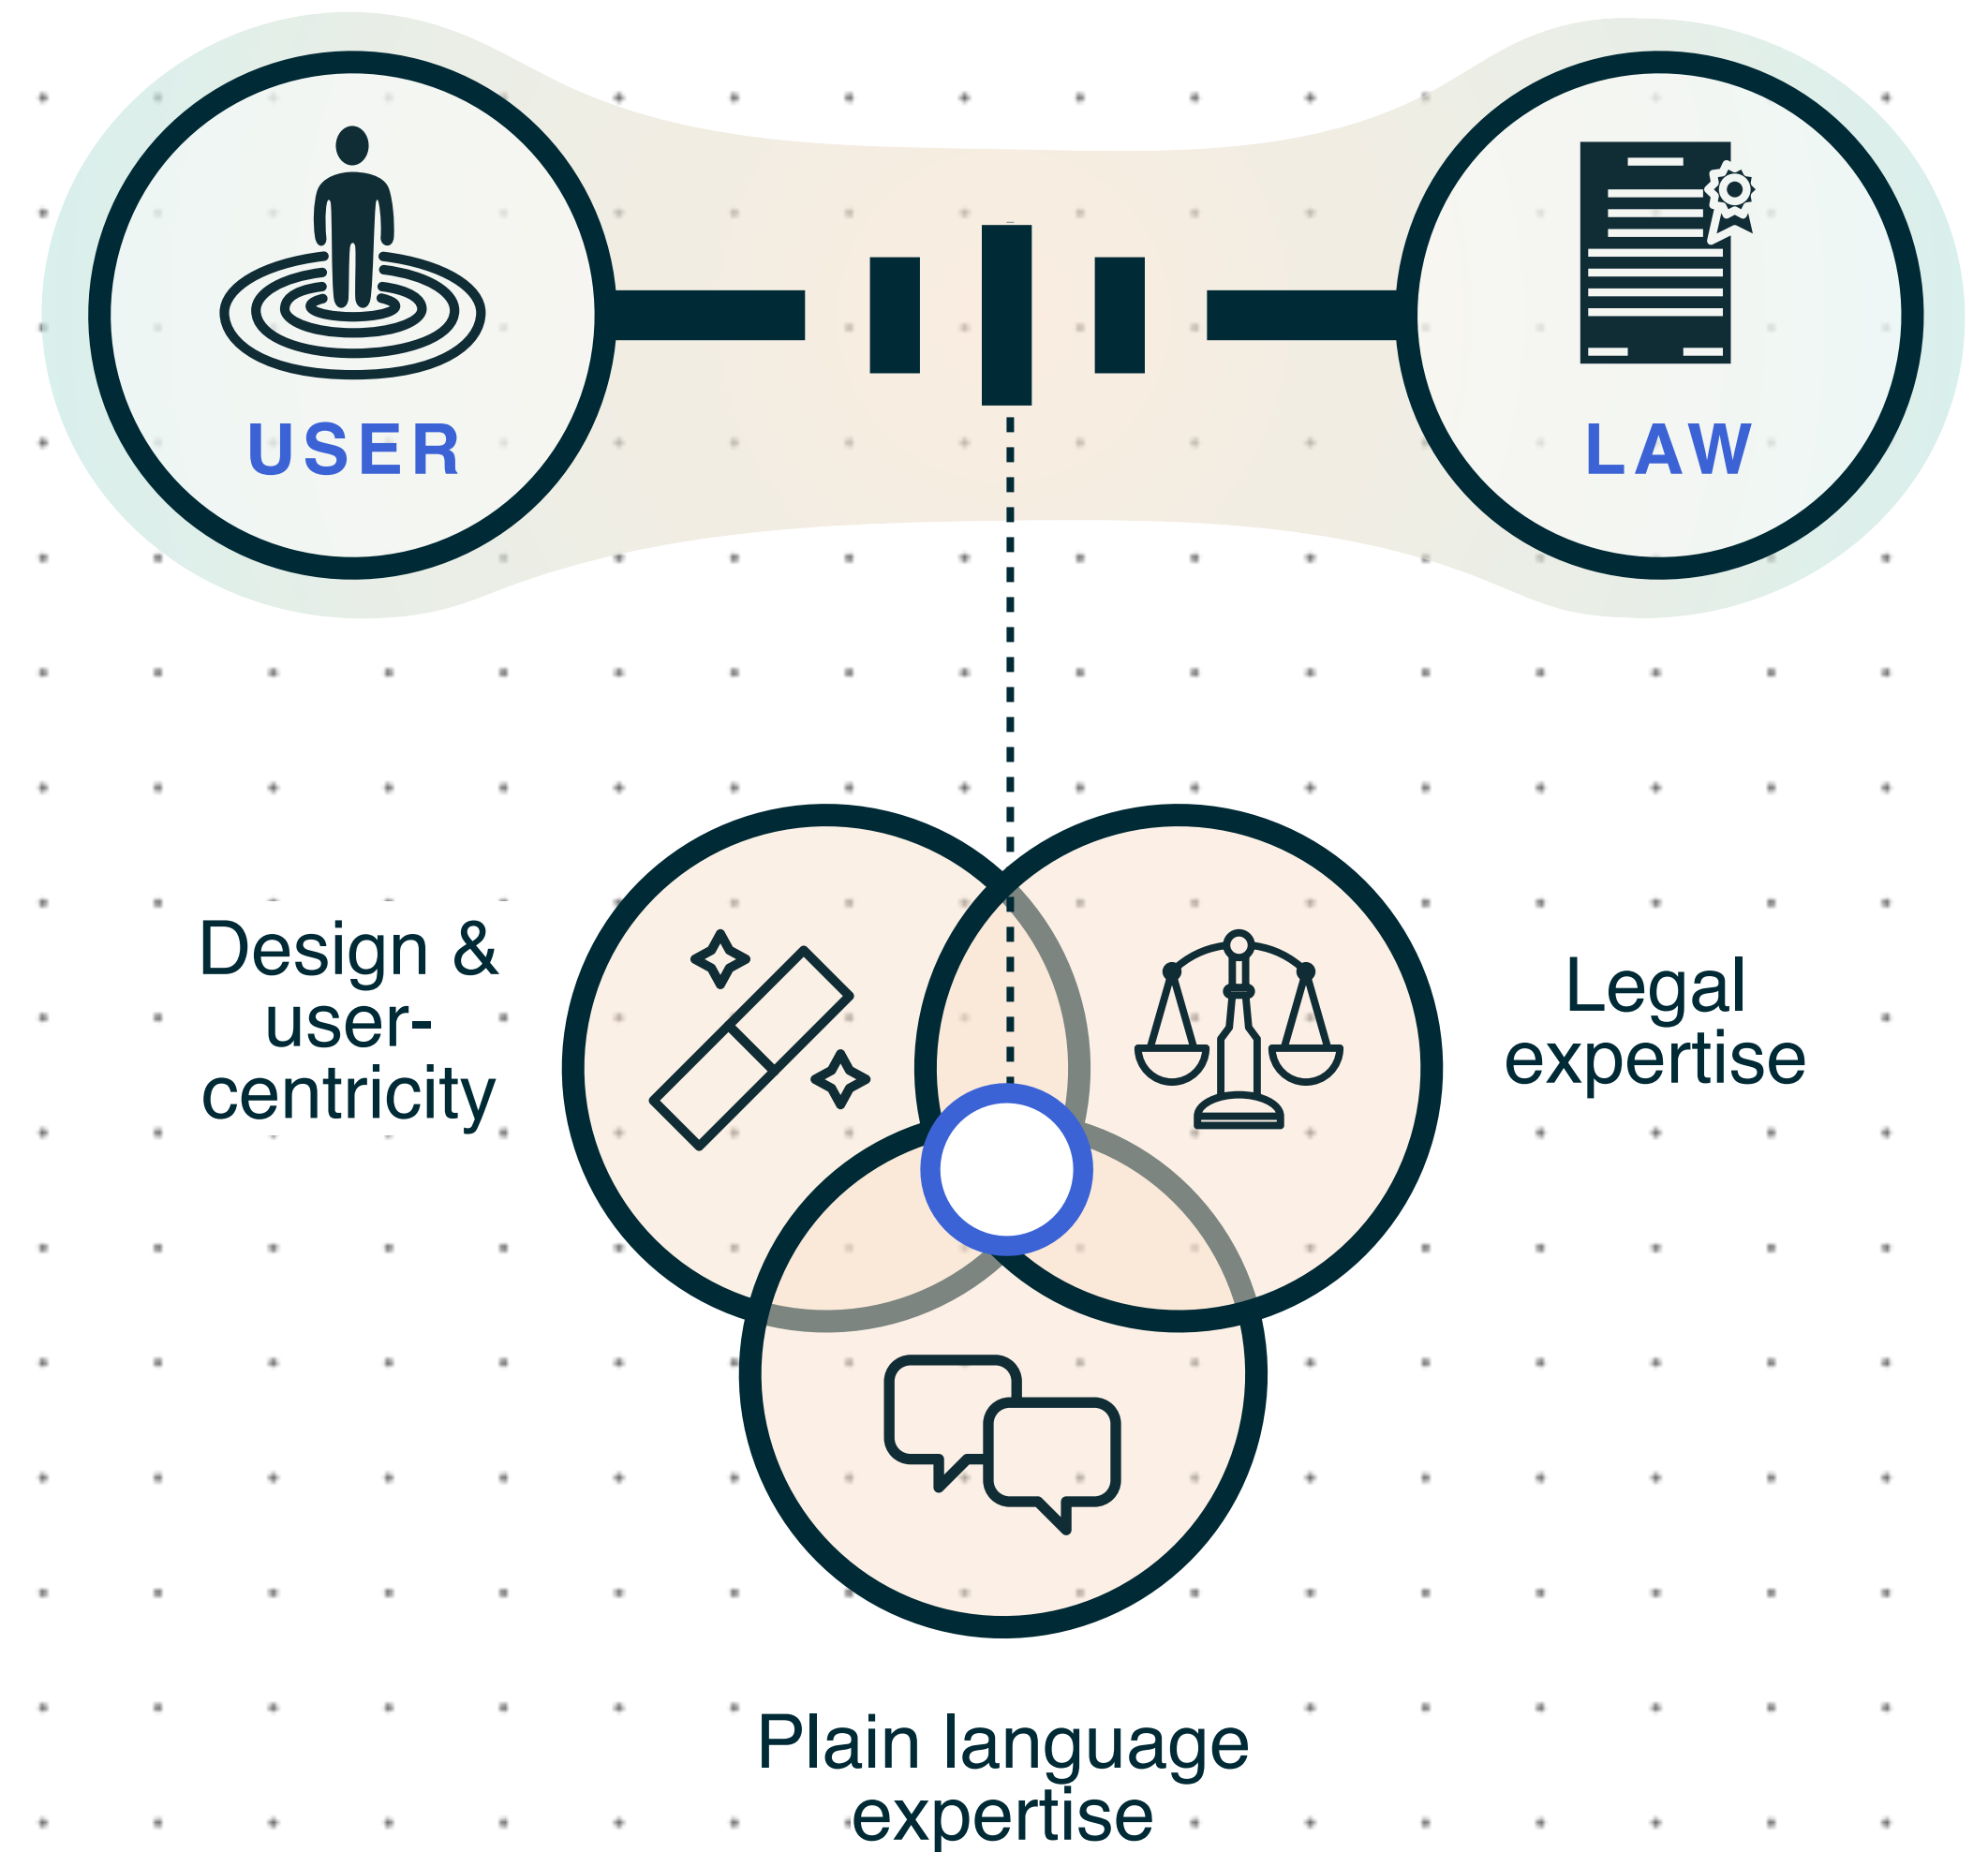 USER
LAW
Design &
user-
centricity
Legal
expertise
Plain language
expertise